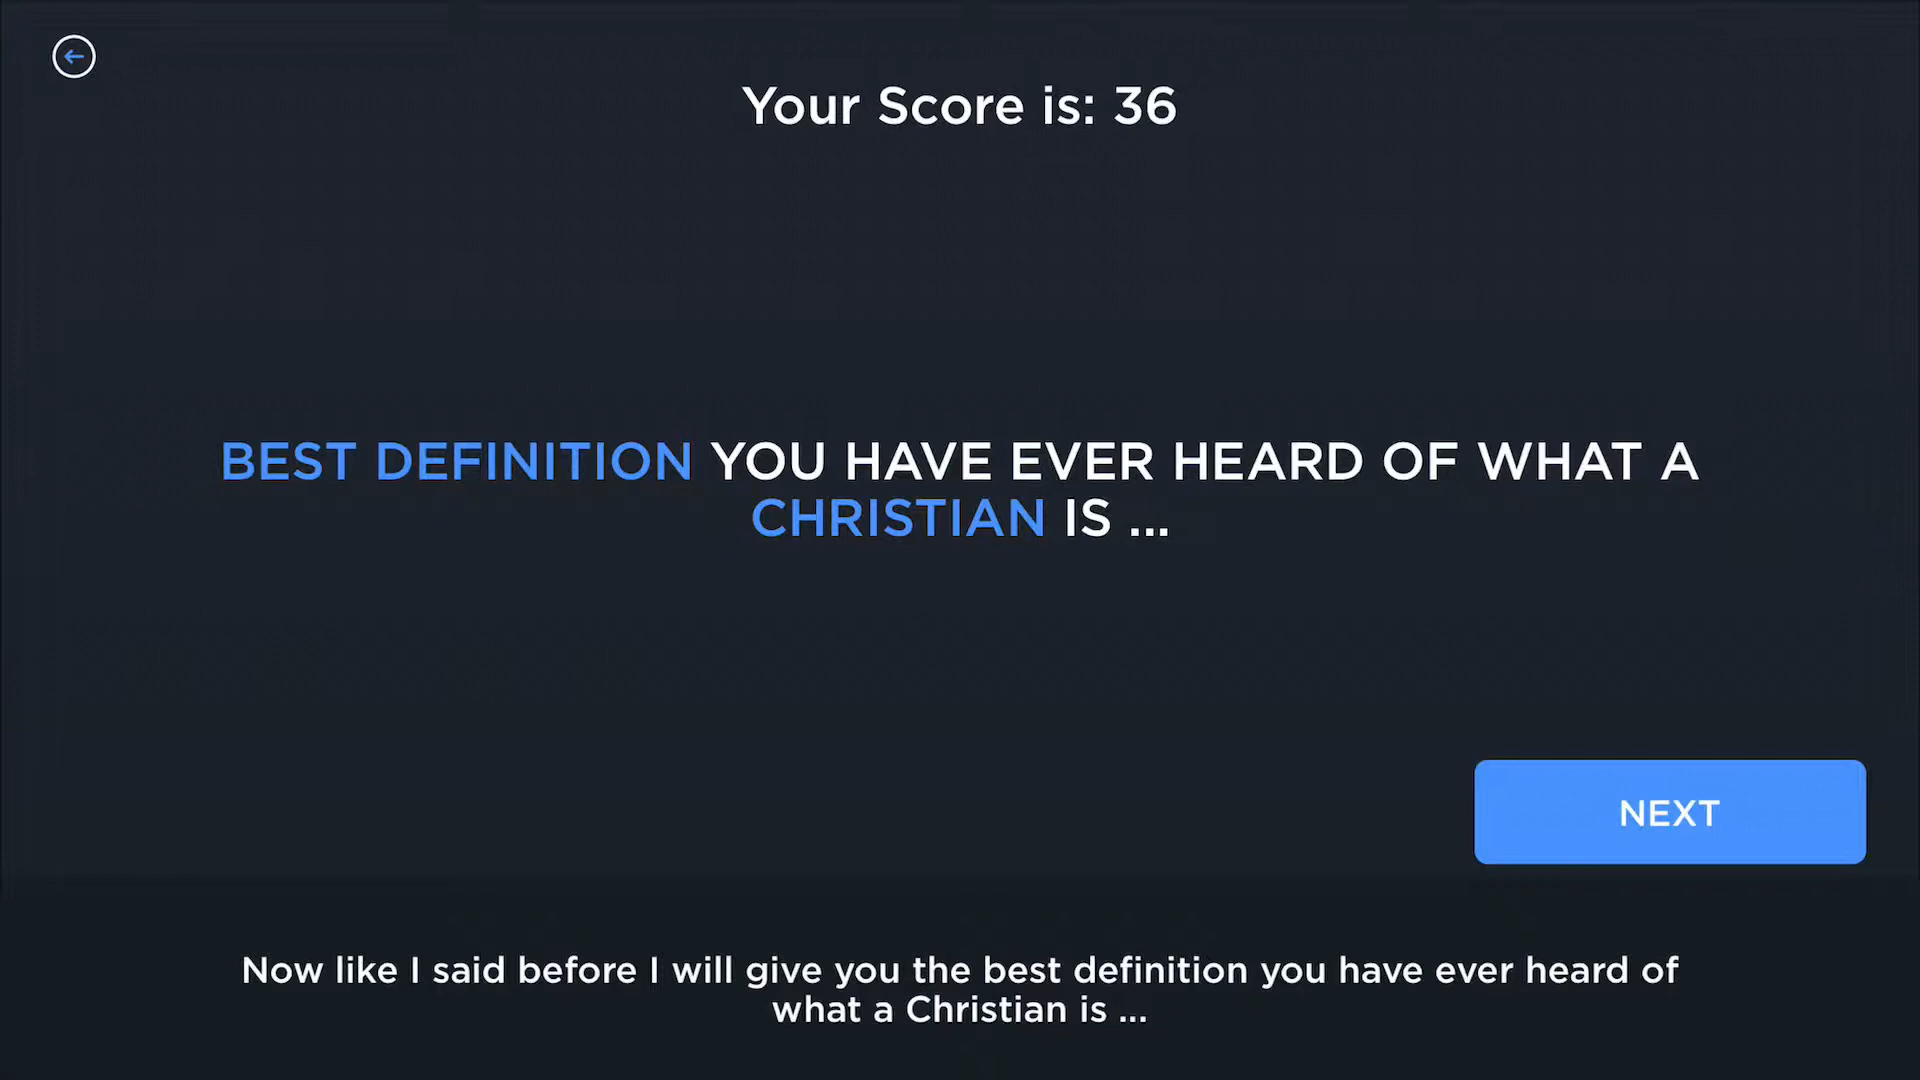 Your Score is: 36
BEST DEFINITION YOU HAVE EVER HEARD OF WHAT A
CHRISTIAN IS ...
NEXT
Now like I said before I will give you the best definition you have ever heard of
what a Christian is ...